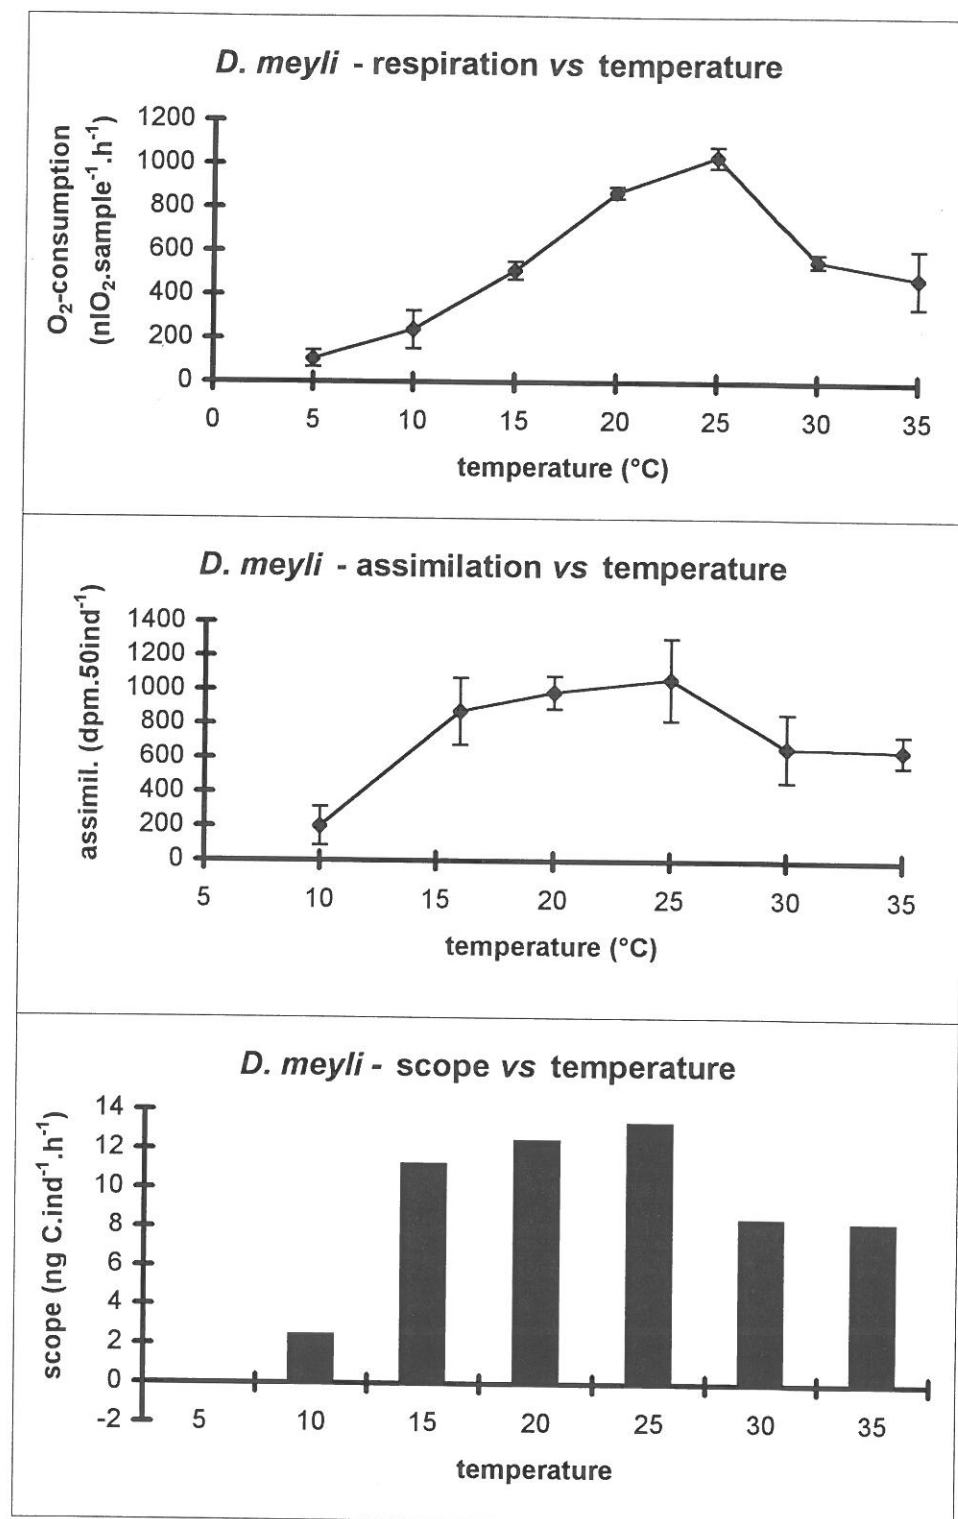 D. meyli - respiration vs temperature
O₂-consumption
(nlO₂.sample⁻¹.h⁻¹)
1200
1000
800
600
400
200
0
0 5 10 15 20 25 30 35
temperature (°C)
D. meyli - assimilation vs temperature
assimil. (dpm.50ind⁻¹)
1400
1200
1000
800
600
400
200
0
5 10 15 20 25 30 35
temperature (°C)
D. meyli - scope vs temperature
scope (ng C.ind⁻¹.h⁻¹)
14
12
10
8
6
4
2
0
-2
5 10 15 20 25 30 35
temperature